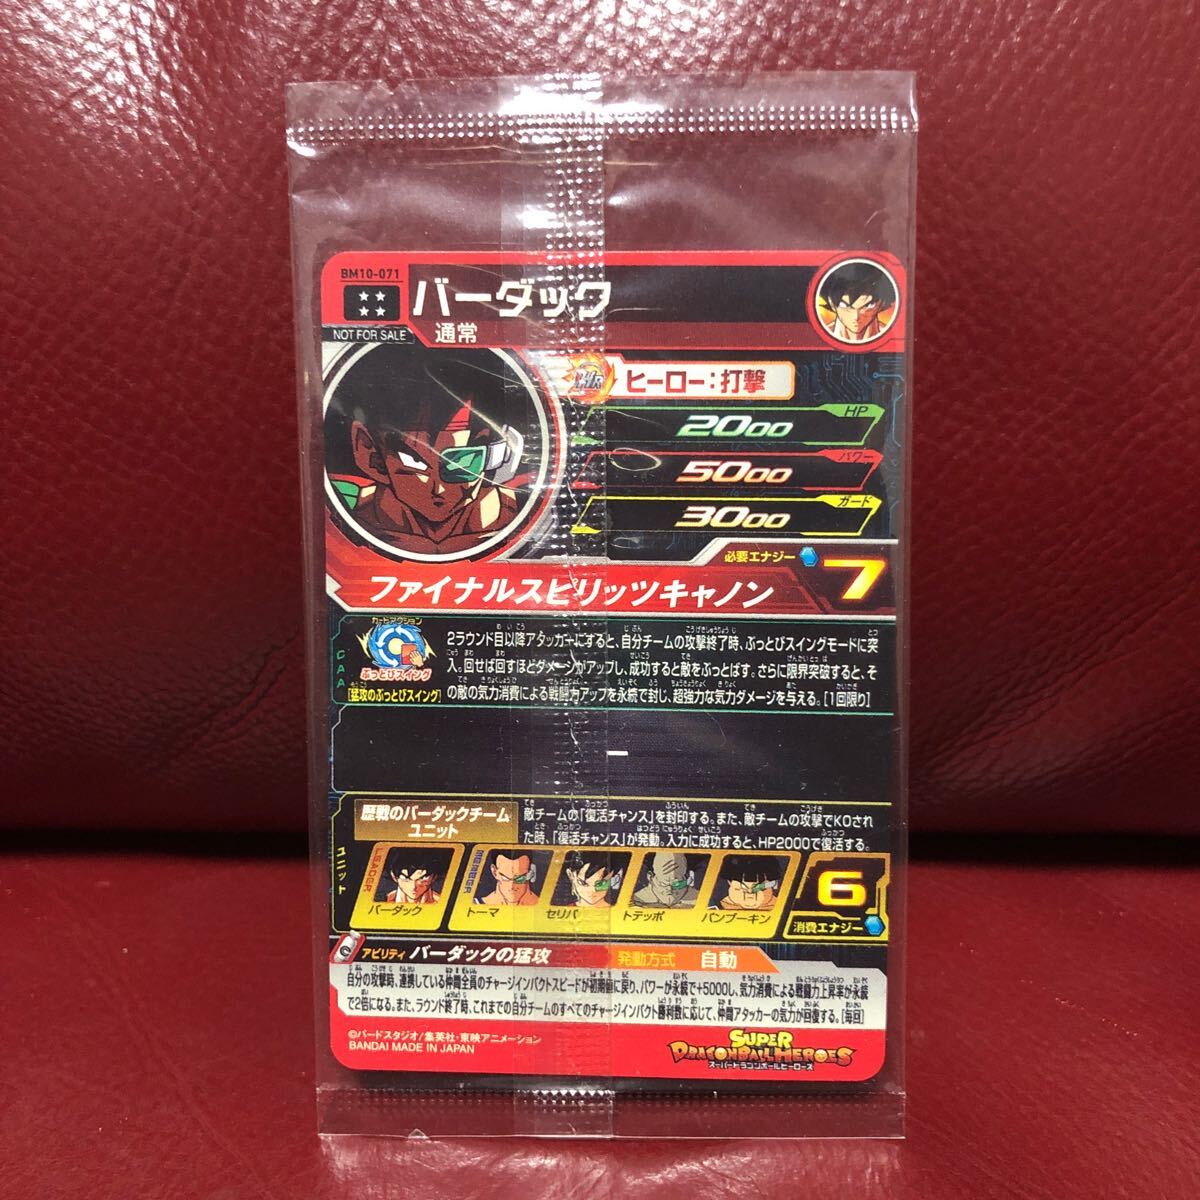 BM10-071
バーダック
通常
NOT FOR SALE
ヒーロー:打撃
HP
2000
パワー
5000
ガード
3000
必要エナジー
7
ファイナルスピリッツキャノン
カードアクション
ぶっとびスイング
CAA
[猛攻のぶっとびスイング]
2ラウンド目以降アタッカーにすると、自分チームの攻撃終了時、ぶっとびスイングモードに突
入。回せば回すほどダメージがアップし、成功すると敵をぶっとばす。さらに限界突破すると、そ
の敵の気力消費による戦闘力アップを永続で封じ、超強力な気力ダメージを与える。[1回限り]
ー
ユニット
歴戦のバーダックチーム
ユニット
敵チームの「復活チャンス」を封印する。また、敵チームの攻撃でKOされ
た時、「復活チャンス」が発動。入力に成功すると、HP2000で復活する。
LEADER
バーダック
MEMBER
トーマ
セリパ
トテッポ
パンブーキン
6
消費エナジー
アビリティ
バーダックの猛攻
発動方式
自動
自分の攻撃時、連携している仲間全員のチャージインパクトスピードが初期値に戻り、パワーが永続で+5000し、気力消費による戦闘力上昇率が永続
で2倍になる。また、ラウンド終了時、これまでの自分チームのすべてのチャージインパクト勝利数に応じて、仲間アタッカーの気力が回復する。[毎回]
©バードスタジオ/集英社・東映アニメーション
BANDAI MADE IN JAPAN
SUPER
DRAGONBALL HEROES
スーパードラゴンボールヒーローズ